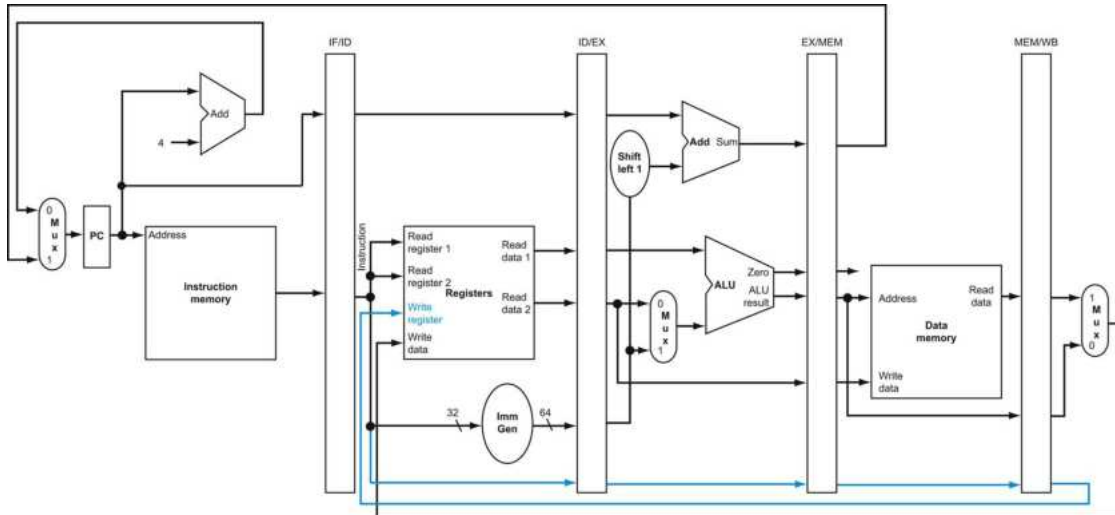 IF/ID
ID/EX
EX/MEM
MEM/WB
Add
4
Add Sum
Shift
left 1
0
M
u
x
1
PC
Address
Instruction
memory
Instruction
Read
register 1
Read
register 2
Write
register
Write
data
Registers
Read
data 1
Read
data 2
0
M
u
x
1
Zero
ALU
ALU
result
Address
Read
data
Data
memory
Write
data
1
M
u
x
0
32
Imm
Gen
64